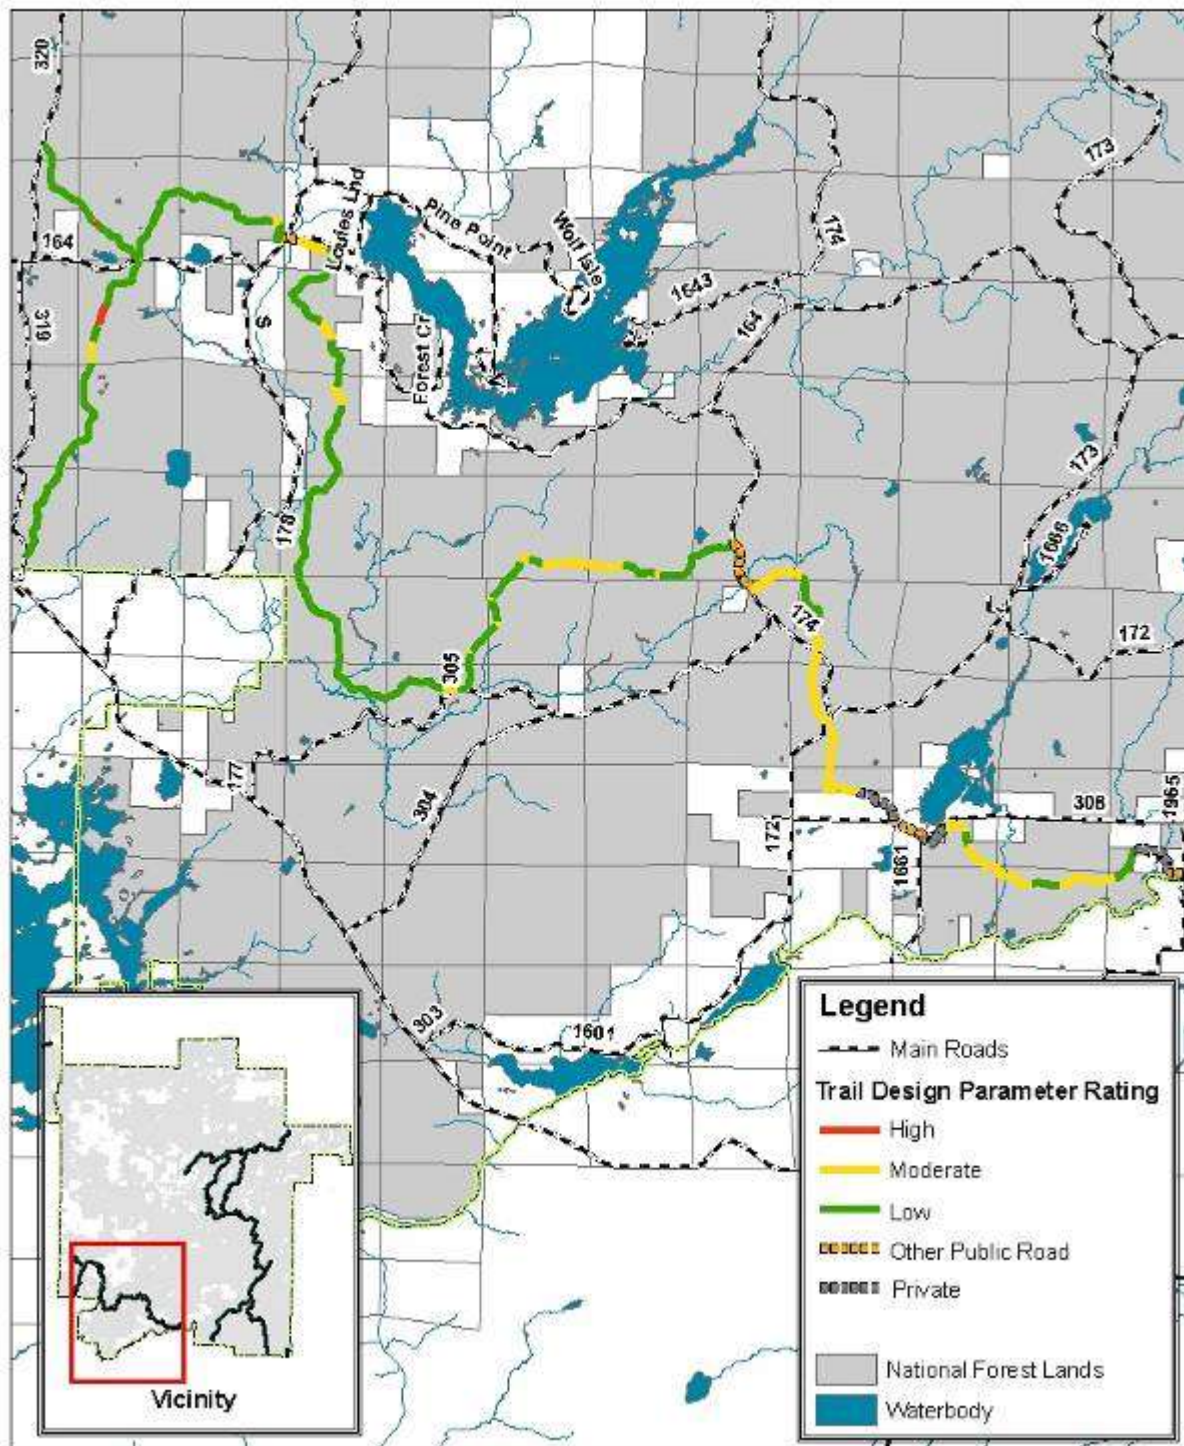 320
173
Louies Lnd
Pine Point
Wolf Isle
174
164
1643
319
S
164
Forest Cr
173
178
1666
174
172
305
177
304
308
1965
172
1661
303
1601
Vicinity
Legend
Main Roads
Trail Design Parameter Rating
High
Moderate
Low
Other Public Road
Private
National Forest Lands
Waterbody